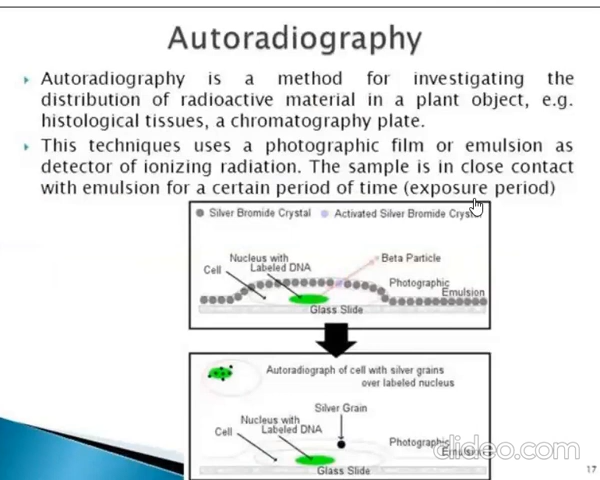 Autoradiography
Autoradiography is a method for investigating the
distribution of radioactive material in a plant object, e.g.
histological tissues, a chromatography plate.
This techniques uses a photographic film or emulsion as
detector of ionizing radiation. The sample is in close contact
with emulsion for a certain period of time (exposure period)
Silver Bromide Crystal Activated Silver Bromide Crystal
Nucleus with
Labeled DNA
Beta Particle
Cell
Photographic
Emulsion
Glass Slide
Autoradiograph of cell with silver grains
over labeled nucleus
Silver Grain
Nucleus with
Labeled DNA
Cell
Photographic
Emulsion
Glass Slide
clideo.com
17